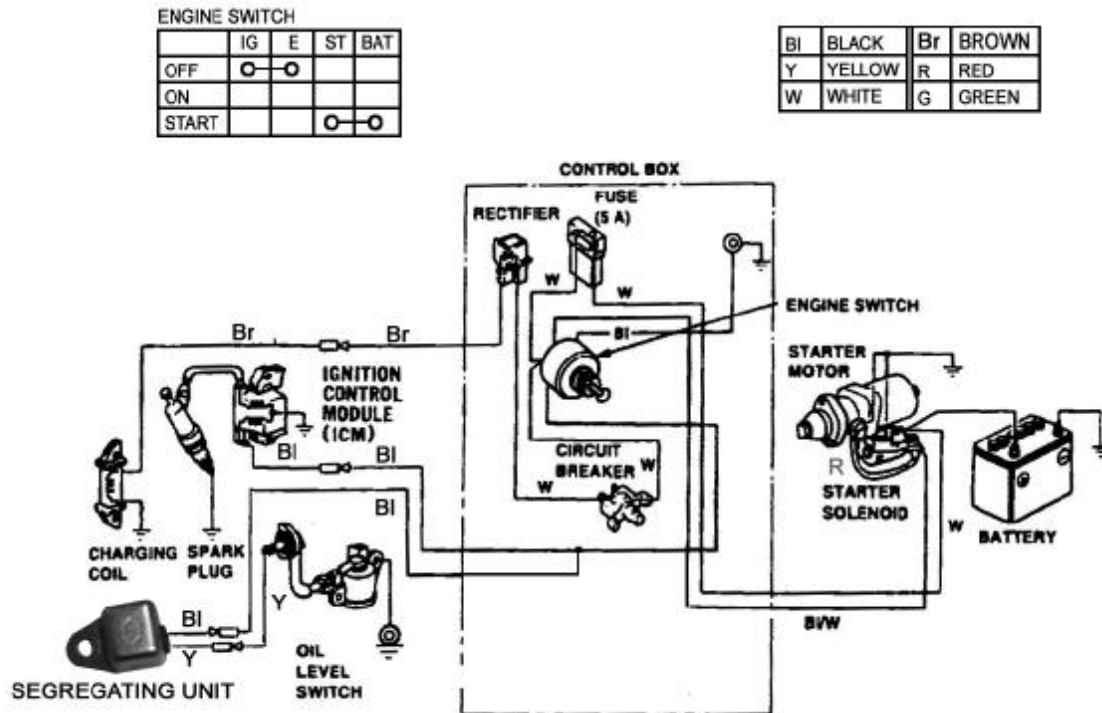 ENGINE SWITCH
IG E ST BAT
OFF
ON
START
Bl BLACK Br BROWN
Y YELLOW R RED
W WHITE G GREEN
CONTROL BOX
FUSE
(5 A)
RECTIFIER
W
W
ENGINE SWITCH
Bl
Br
Br
STARTER
MOTOR
IGNITION
CONTROL
MODULE
(ICM)
Bl
Bl
CIRCUIT
BREAKER
W
W
R
STARTER
SOLENOID
W
BATTERY
Bl
CHARGING
COIL
SPARK
PLUG
Y
Bl
Y
Bl/W
OIL
LEVEL
SWITCH
SEGREGATING UNIT